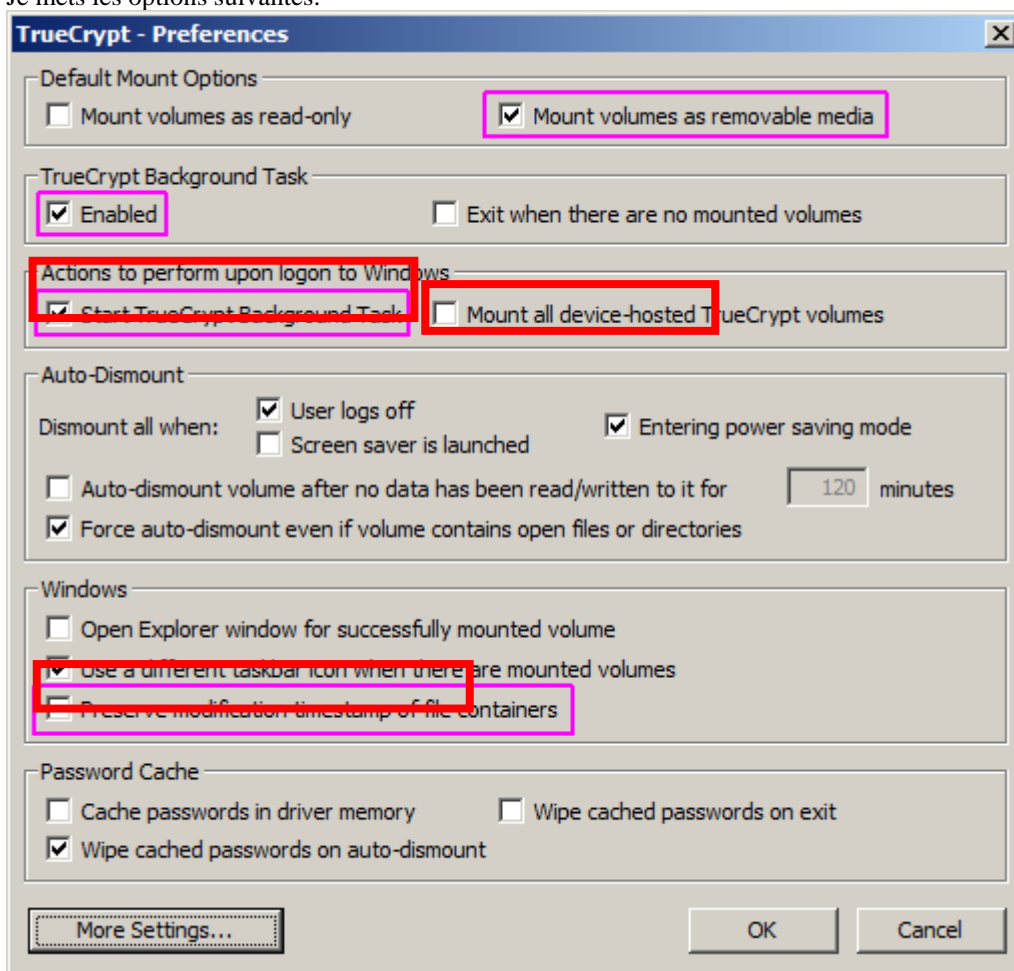 Je mets les options suivantes:
TrueCrypt - Preferences
Default Mount Options
Mount volumes as read-only Mount volumes as removable media
TrueCrypt Background Task
Enabled Exit when there are no mounted volumes
Actions to perform upon logon to Windows
Start TrueCrypt Background Task Mount all device-hosted TrueCrypt volumes
Auto-Dismount
Dismount all when: User logs off Entering power saving mode
Screen saver is launched
Auto-dismount volume after no data has been read/written to it for 120 minutes
Force auto-dismount even if volume contains open files or directories
Windows
Open Explorer window for successfully mounted volume
Use a different taskbar icon when there are mounted volumes
Preserve modification timestamp of file containers
Password Cache
Cache passwords in driver memory Wipe cached passwords on exit
Wipe cached passwords on auto-dismount
More Settings... OK Cancel